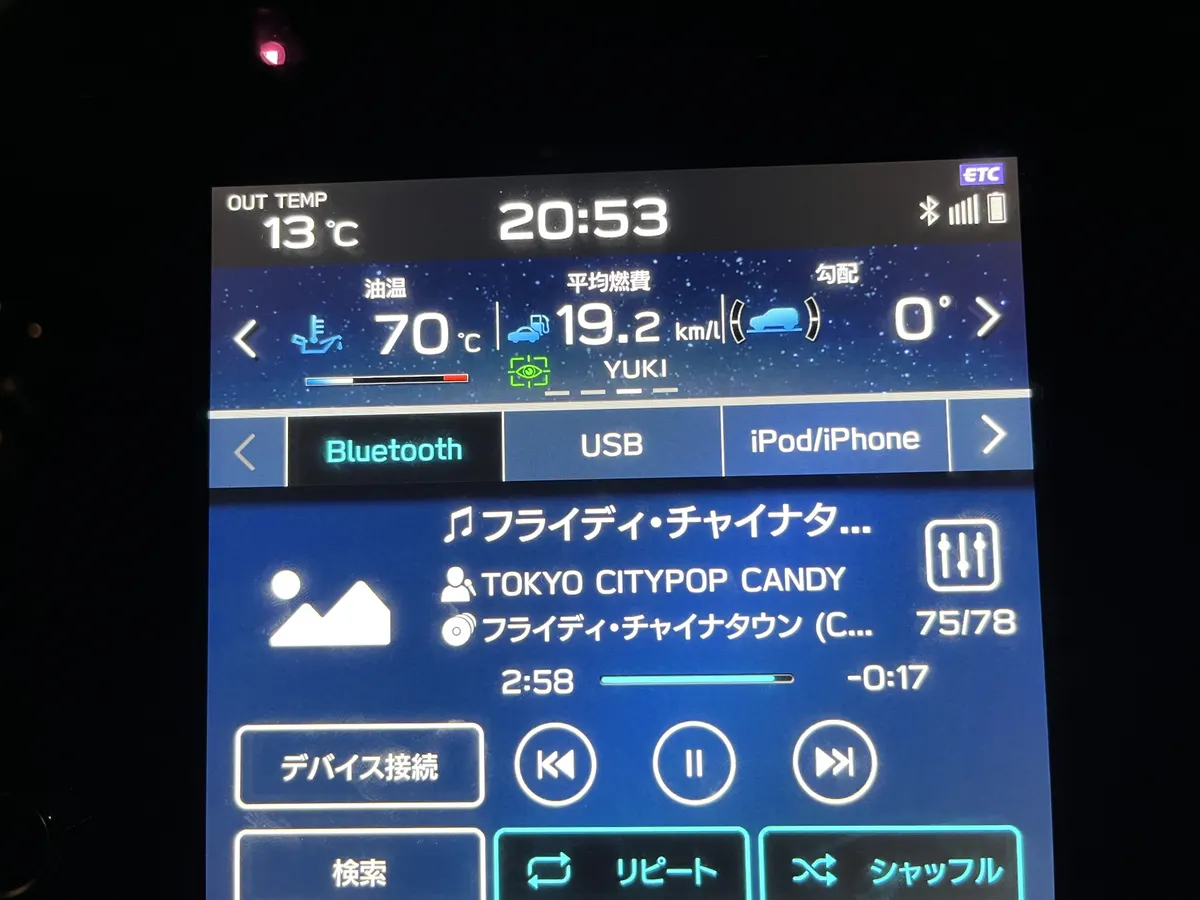 ETC
OUT TEMP
13 ℃
20:53
油温
70 ℃
平均燃費
19.2 km/l
YUKI
勾配
0°
Bluetooth
USB
iPod/iPhone
フライディ・チャイナタ...
TOKYO CITYPOP CANDY
フライディ・チャイナタウン (C...
75/78
2:58
-0:17
デバイス接続
検索
リピート
シャッフル